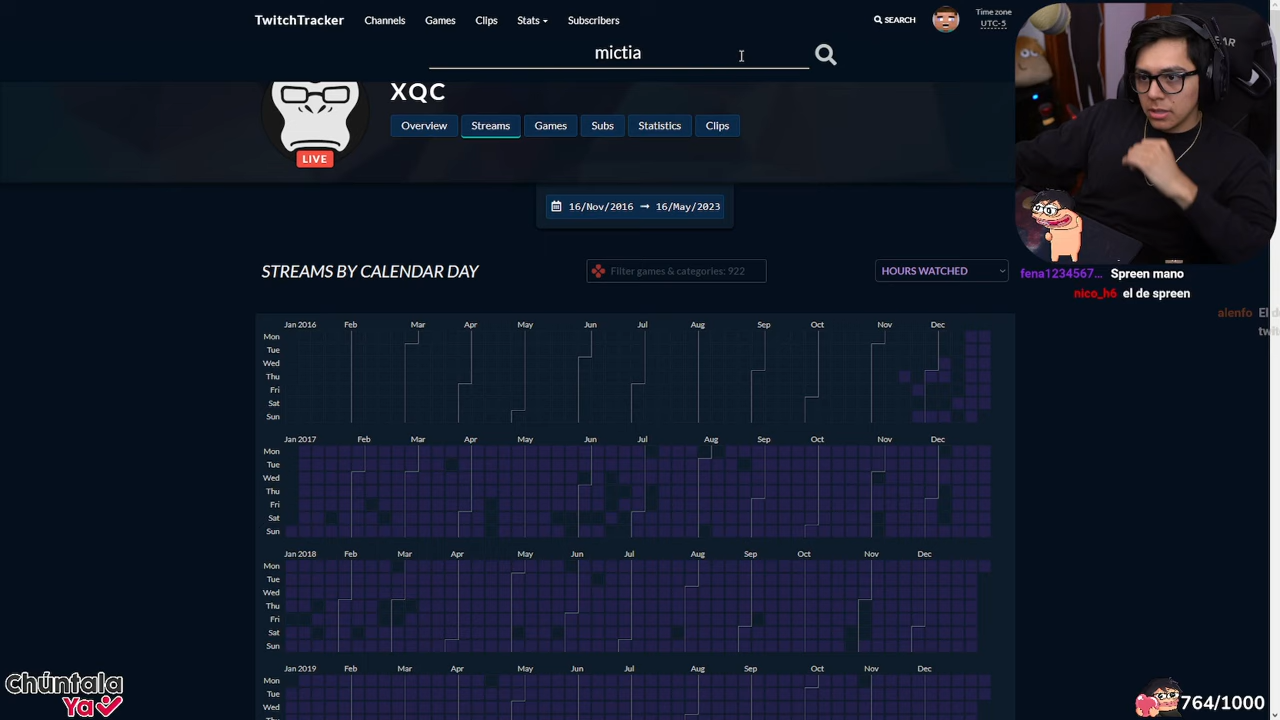 TwitchTracker Channels Games Clips Stats Subscribers SEARCH Time zone UTC-5
mictia
XQC
Overview Streams Games Subs Statistics Clips
LIVE
16/Nov/2016 → 16/May/2023
STREAMS BY CALENDAR DAY Filter games & categories: 922 HOURS WATCHED
fena1234567… Spreen mano
nico_h6 el de spreen
alenfo
Jan 2016 Feb Mar Apr May Jun Jul Aug Sep Oct Nov Dec
Mon
Tue
Wed
Thu
Fri
Sat
Sun
Jan 2017 Feb Mar Apr May Jun Jul Aug Sep Oct Nov Dec
Mon
Tue
Wed
Thu
Fri
Sat
Sun
Jan 2018 Feb Mar Apr May Jun Jul Aug Sep Oct Nov Dec
Mon
Tue
Wed
Thu
Fri
Sat
Sun
Jan 2019 Feb Mar Apr May Jun Jul Aug Sep Oct Nov Dec
Mon
Tue
Wed
Thu
Chúntala
Ya
764/1000